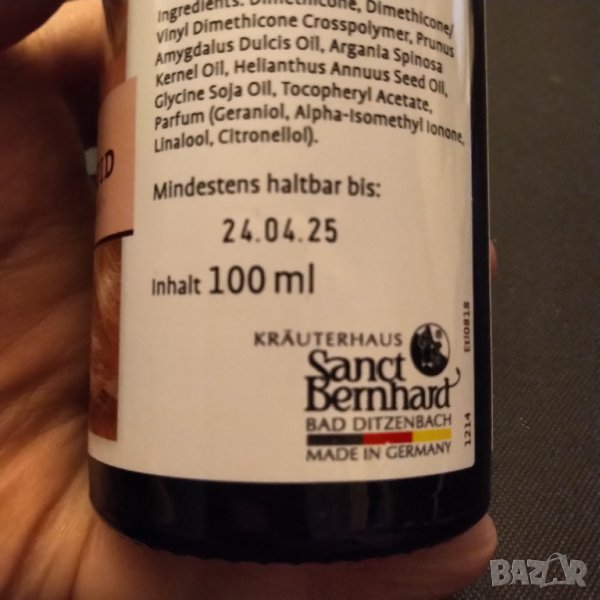 Ingredients: Dimethicone, Dimethicone/
Vinyl Dimethicone Crosspolymer, Prunus
Amygdalus Dulcis Oil, Argania Spinosa
Kernel Oil, Helianthus Annuus Seed Oil,
Glycine Soja Oil, Tocopheryl Acetate,
Parfum (Geraniol, Alpha-Isomethyl Ionone,
Linalool, Citronellol).
Mindestens haltbar bis:
24.04.25
Inhalt 100 ml
KRÄUTERHAUS
Sanct
Bernhard
BAD DITZENBACH
MADE IN GERMANY
1214
Eti0818
BAZAR